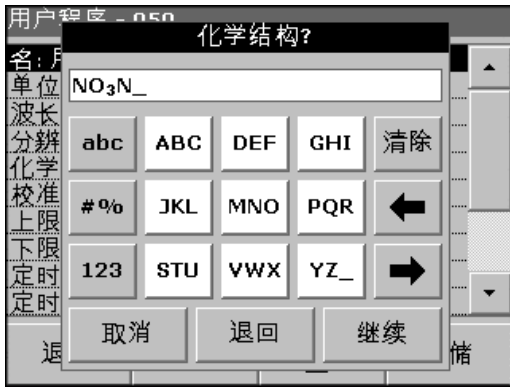 用户程序 - 050
化学结构?
名: 用
单位
NO₃N_
波长
分辨
abc ABC DEF GHI 清除
化学
校准
#% JKL MNO PQR
上限
下限
123 STU VWX YZ_
定时
定时
取消 退回 继续
退
储